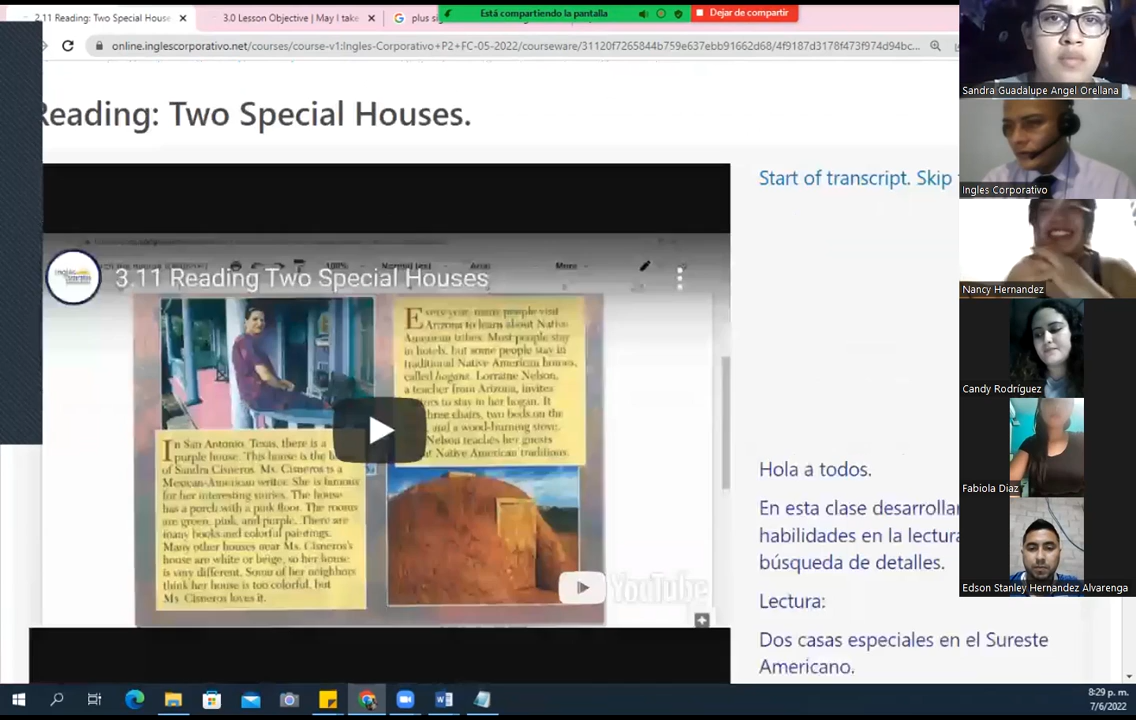 2.11 Reading: Two Special House
3.0 Lesson Objective | May I take
plus si
Está compartiendo la pantalla
Dejar de compartir
online.inglescorporativo.net/courses/course-v1:Ingles-Corporativo+P2+FC-05-2022/courseware/31120f7265844b759e637ebb91662d68/4f9187d3178f473f974d94bc...
Reading: Two Special Houses.
3.11 Reading Two Special Houses
More
Every year, many people visit
Arizona to learn about Native
American tribes. Most people stay
in hotels, but some people stay in
traditional Native American houses,
called hogans. Lorraine Nelson,
a teacher from Arizona, invites
to stay in her hogan. It
three chairs, two beds on the
and a wood-burning stove.
Nelson teaches her guests
Native American traditions.
In San Antonio, Texas, there is a
purple house. This house is the
of Sandra Cisneros. Ms. Cisneros is a
Mexican-American writer. She is famous
for her interesting stories. The house
has a porch with a pink floor. The rooms
are green, pink, and purple. There are
many books and colorful paintings.
Many other houses near Ms. Cisneros's
house are white or beige, so her house
is very different. Some of her neighbors
think her house is too colorful, but
Ms. Cisneros loves it.
YouTube
Start of transcript. Skip
Hola a todos.
En esta clase desarrollar
habilidades en la lectura
búsqueda de detalles.
Lectura:
Dos casas especiales en el Sureste
Americano.
Sandra Guadalupe Angel Orellana
Ingles Corporativo
Nancy Hernandez
Candy Rodríguez
Fabiola Diaz
Edson Stanley Hernandez Alvarenga
8:29 p. m.
7/6/2022